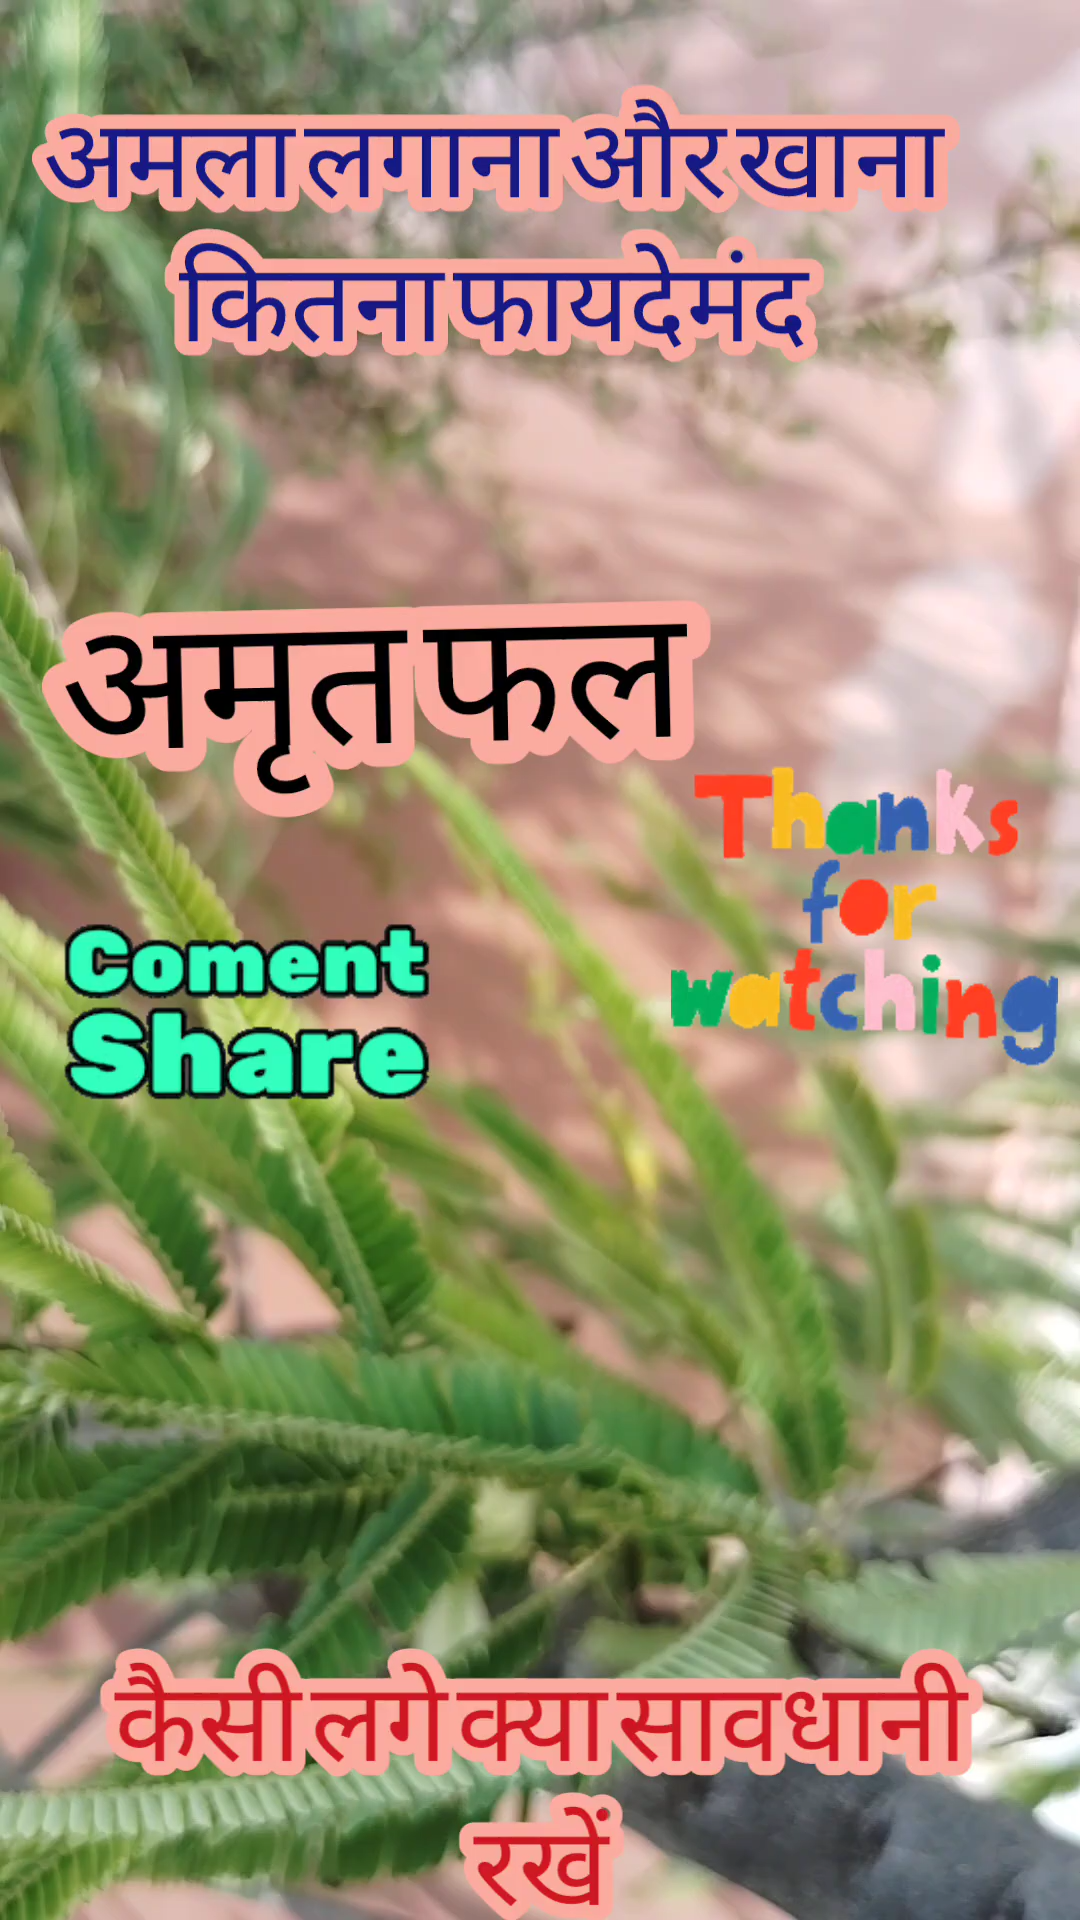 अमला लगाना और खाना
कितना फायदेमंद
अमृत फल
Thanks
for
watching
Coment
Share
कैसी लगे क्या सावधानी
रखें